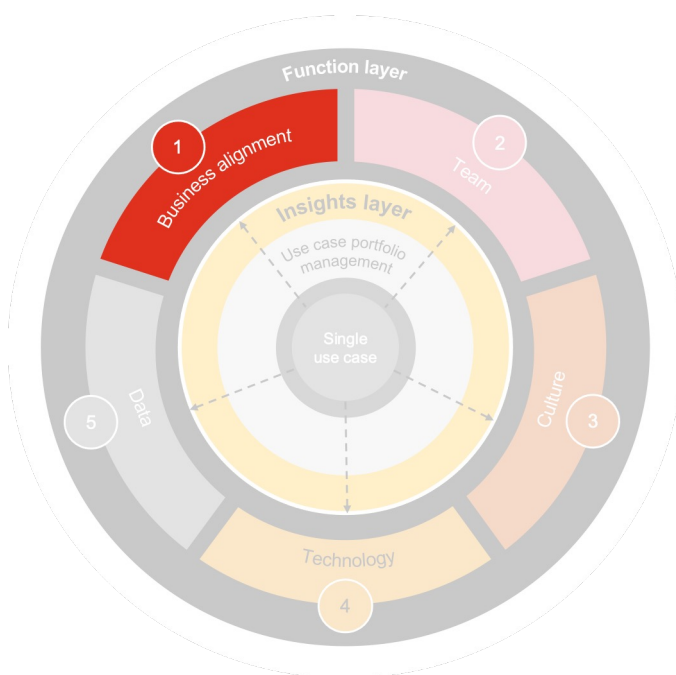 Function layer
1
Business alignment
2
Team
Insights layer
Use case portfolio
management
Single
use case
Culture
3
Data
5
Technology
4